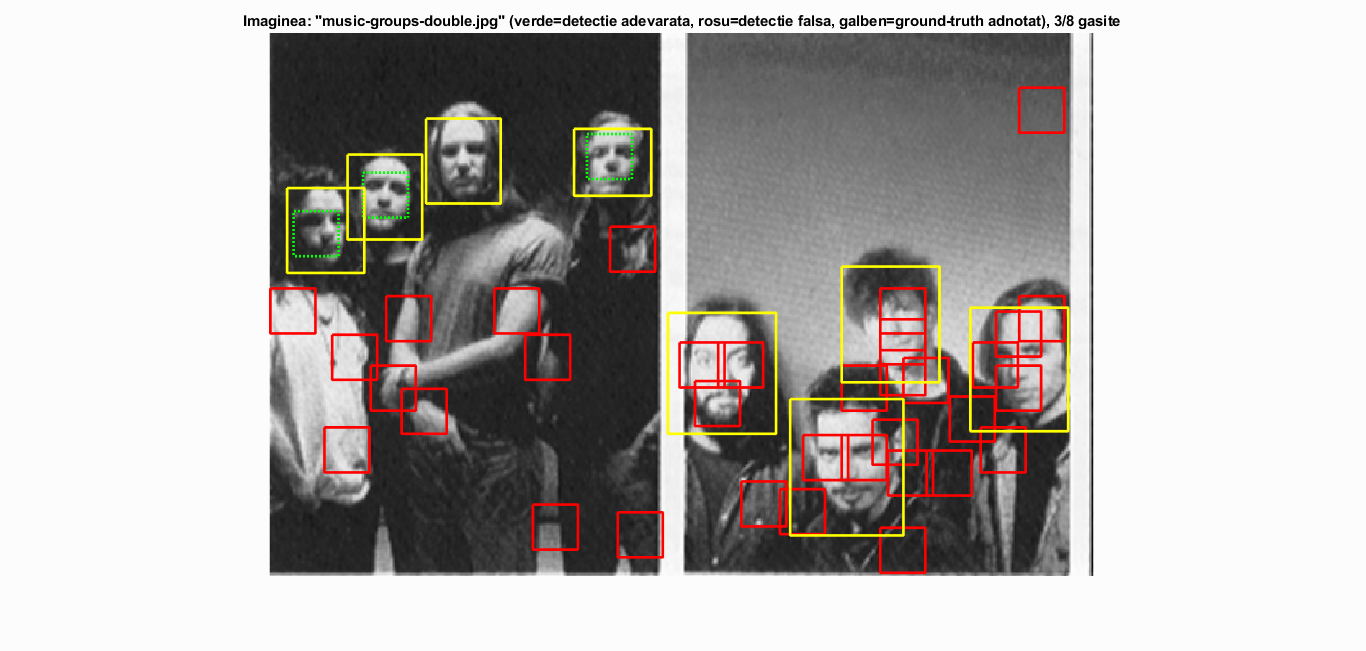 Imaginea: "music-groups-double.jpg" (verde=detectie adevarata, rosu=detectie falsa, galben=ground-truth adnotat), 3/8 gasite